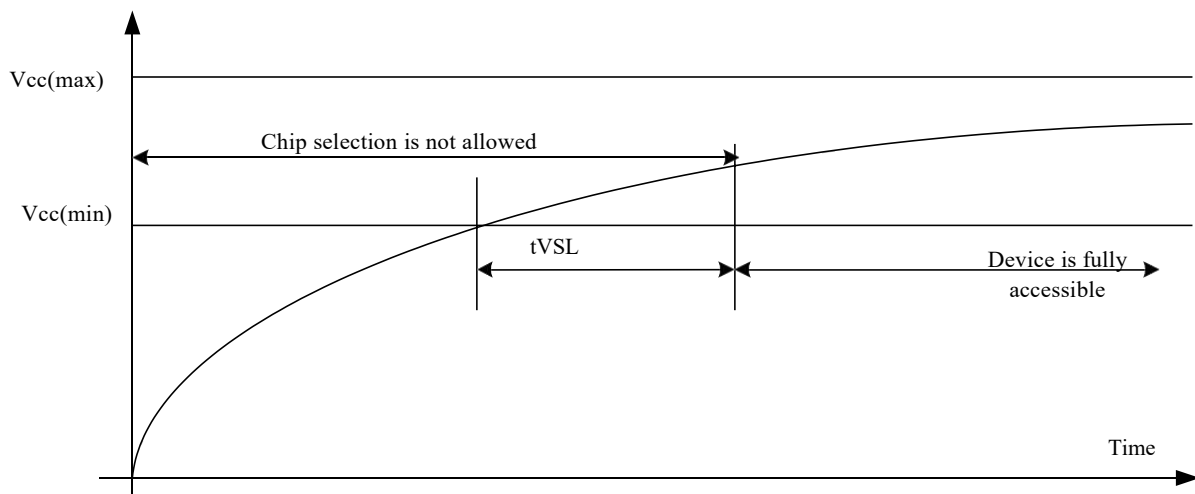 Vcc(max)
Chip selection is not allowed
Vcc(min)
tVSL
Device is fully
accessible
Time